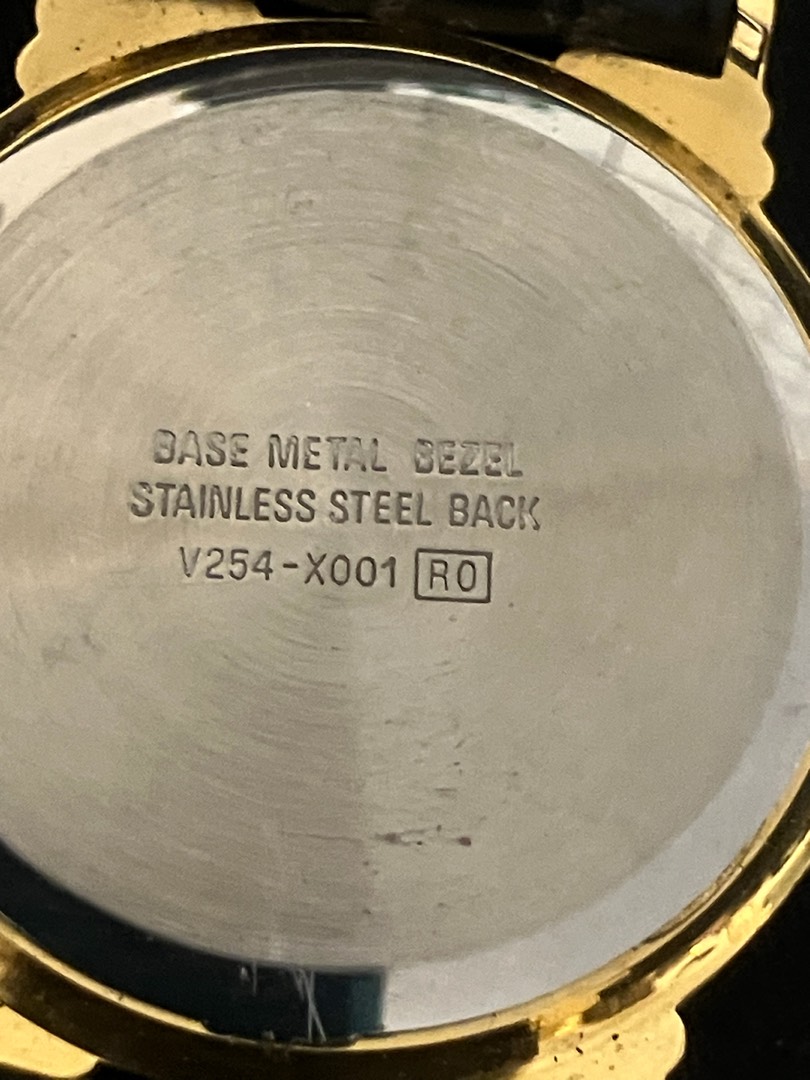 BASE METAL BEZEL
STAINLESS STEEL BACK
V254-X001 R0